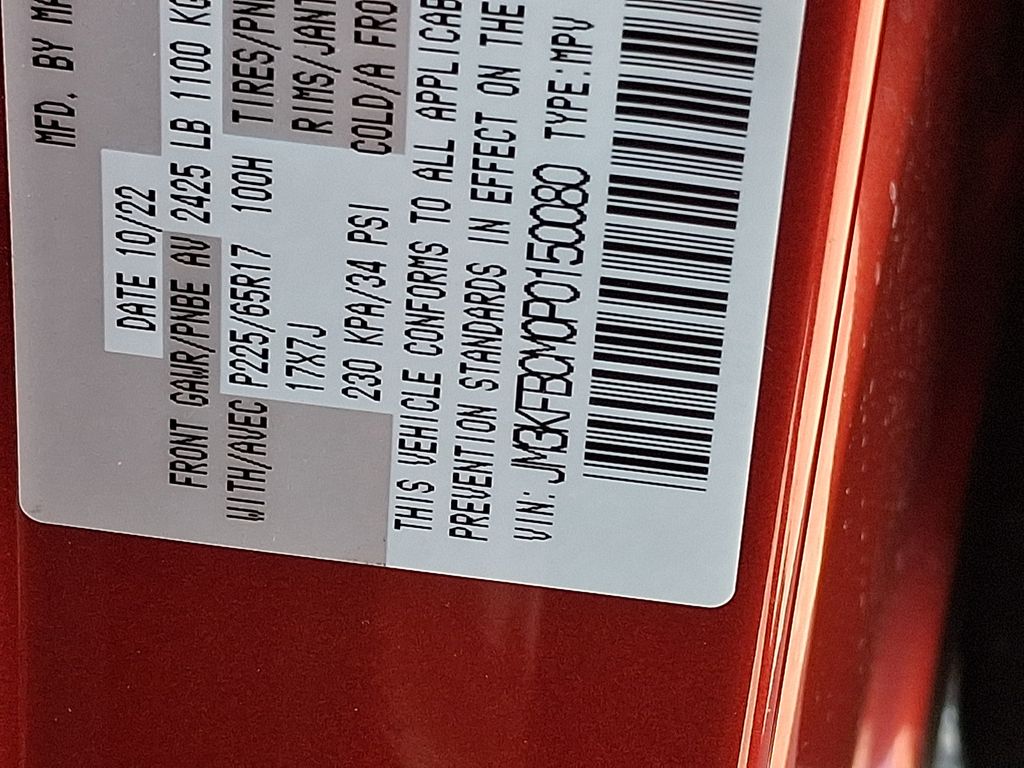 MFD. BY MA
DATE 10/22
FRONT GAWR/PNBE AV 2425 LB 1100 KG
WITH/AVEC P225/65R17 100H TIRES/PN
17X7J RIMS/JANT
230 KPA/34 PSI COLD/A FRO
THIS VEHICLE CONFORMS TO ALL APPLICAB
PREVENTION STANDARDS IN EFFECT ON THE
VIN: JM3KFBCM0P0150080 TYPE:MPV